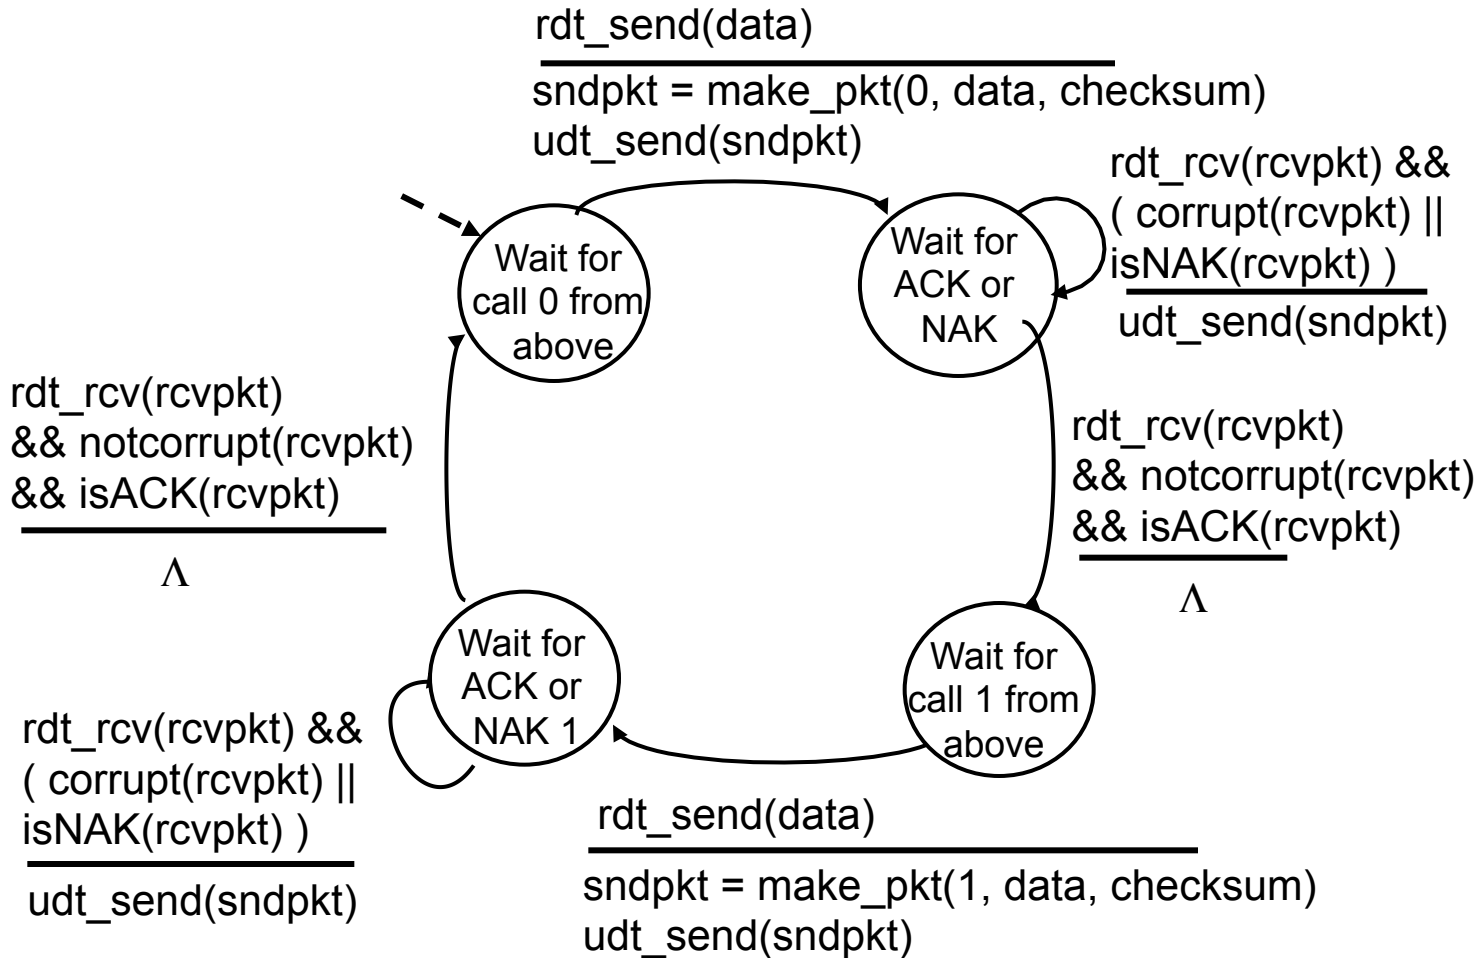 rdt_send(data)
sndpkt = make_pkt(0, data, checksum)
udt_send(sndpkt)
rdt_rcv(rcvpkt) &&
( corrupt(rcvpkt) ||
isNAK(rcvpkt) )
udt_send(sndpkt)
Wait for
call 0 from
above
Wait for
ACK or
NAK
rdt_rcv(rcvpkt)
&& notcorrupt(rcvpkt)
&& isACK(rcvpkt)
Λ
rdt_rcv(rcvpkt)
&& notcorrupt(rcvpkt)
&& isACK(rcvpkt)
Λ
Wait for
ACK or
NAK 1
Wait for
call 1 from
above
rdt_rcv(rcvpkt) &&
( corrupt(rcvpkt) ||
isNAK(rcvpkt) )
udt_send(sndpkt)
rdt_send(data)
sndpkt = make_pkt(1, data, checksum)
udt_send(sndpkt)